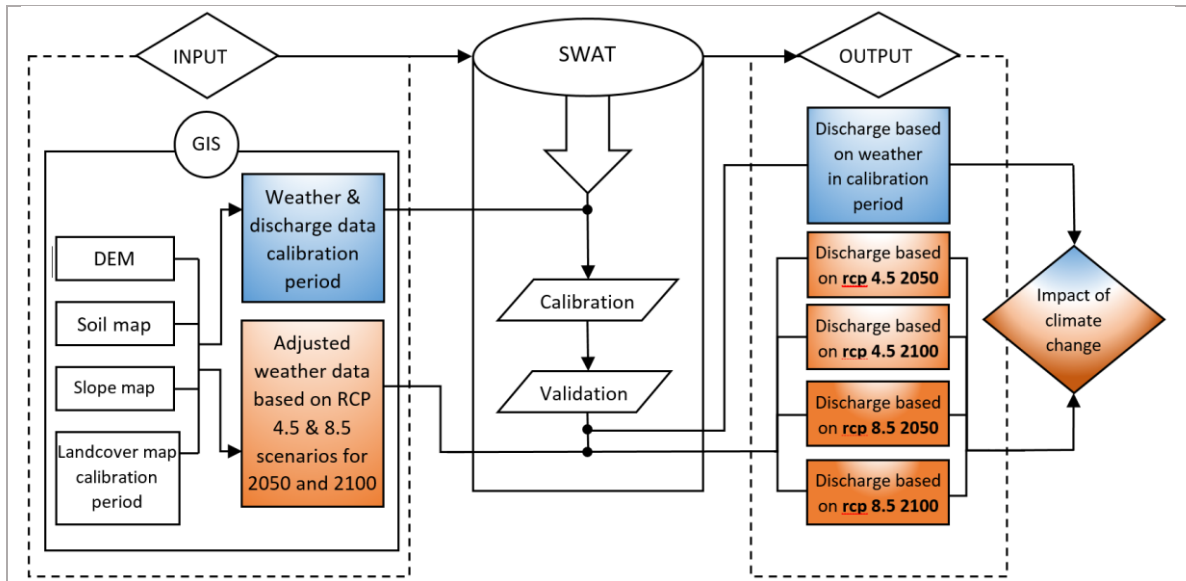 INPUT
SWAT
OUTPUT
GIS
DEM
Soil map
Slope map
Landcover map
calibration
period
Weather &
discharge data
calibration
period
Adjusted
weather data
based on RCP
4.5 & 8.5
scenarios for
2050 and 2100
Calibration
Validation
Discharge based
on weather
in calibration
period
Discharge based
on rcp 4.5 2050
Discharge based
on rcp 4.5 2100
Discharge based
on rcp 8.5 2050
Discharge based
on rcp 8.5 2100
Impact of
climate
change